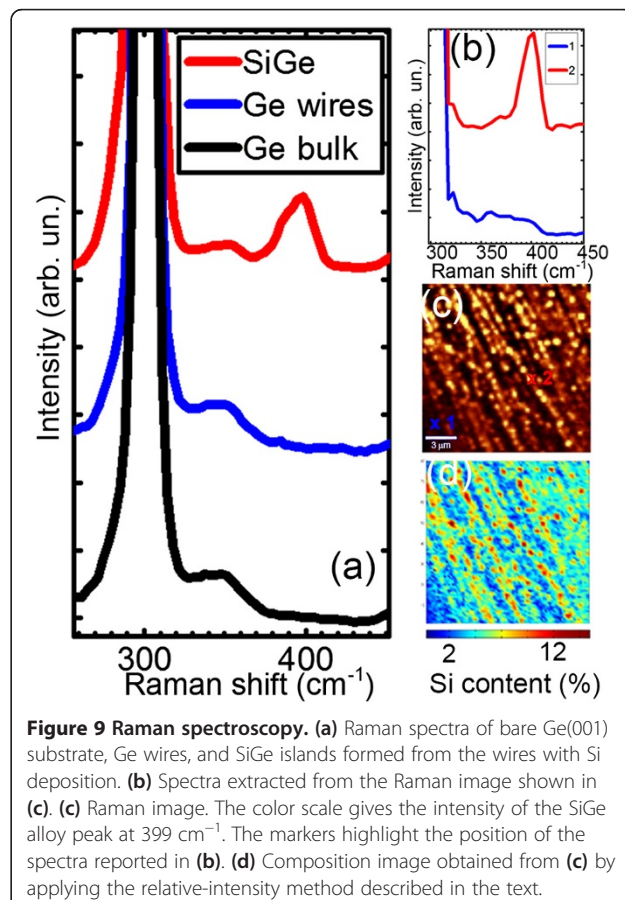 SiGe
Ge wires
Ge bulk
Intensity (arb. un.)
(a)
300 400
Raman shift (cm-1)
(b)
1
2
Intensity (arb. un.)
300 350 400 450
Raman shift (cm-1)
(c)
x 2
x 1
3 µm
(d)
2 12
Si content (%)
Figure 9 Raman spectroscopy. (a) Raman spectra of bare Ge(001)
substrate, Ge wires, and SiGe islands formed from the wires with Si
deposition. (b) Spectra extracted from the Raman image shown in
(c). (c) Raman image. The color scale gives the intensity of the SiGe
alloy peak at 399 cm−1. The markers highlight the position of the
spectra reported in (b). (d) Composition image obtained from (c) by
applying the relative-intensity method described in the text.